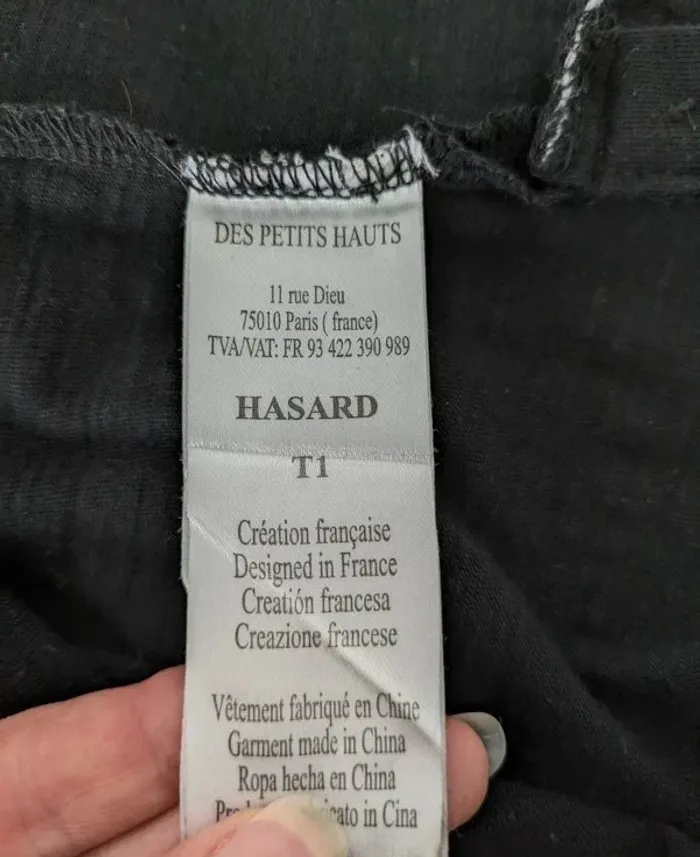 DES PETITS HAUTS
11 rue Dieu
75010 Paris ( france)
TVA/VAT: FR 93 422 390 989
HASARD
T1
Création française
Designed in France
Creatión francesa
Creazione francese
Vêtement fabriqué en Chine
Garment made in China
Ropa hecha en China
in Cina